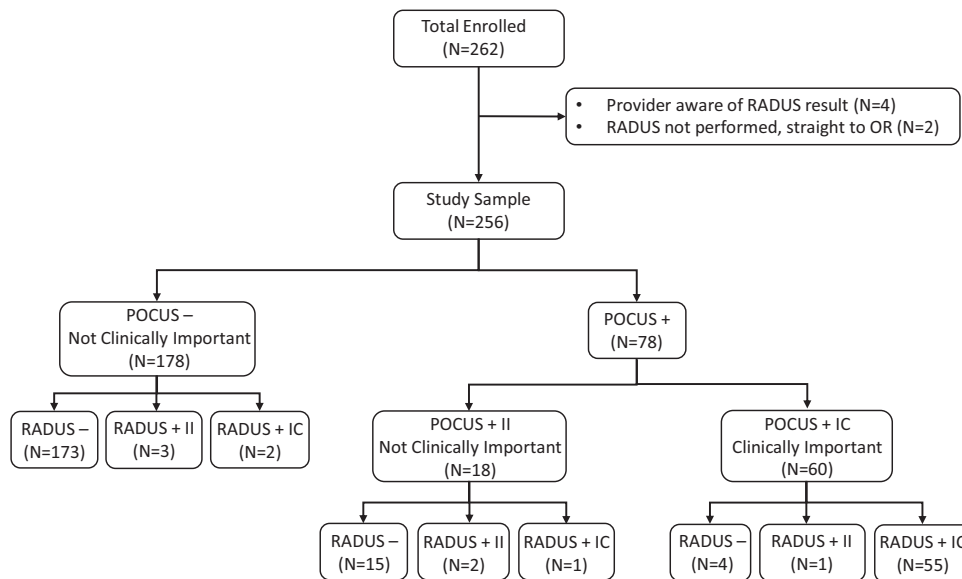 Total Enrolled
(N=262)
• Provider aware of RADUS result (N=4)
• RADUS not performed, straight to OR (N=2)
Study Sample
(N=256)
POCUS –
Not Clinically Important
(N=178)
POCUS +
(N=78)
RADUS –
(N=173)
RADUS + II
(N=3)
RADUS + IC
(N=2)
POCUS + II
Not Clinically Important
(N=18)
POCUS + IC
Clinically Important
(N=60)
RADUS –
(N=15)
RADUS + II
(N=2)
RADUS + IC
(N=1)
RADUS –
(N=4)
RADUS + II
(N=1)
RADUS + IC
(N=55)